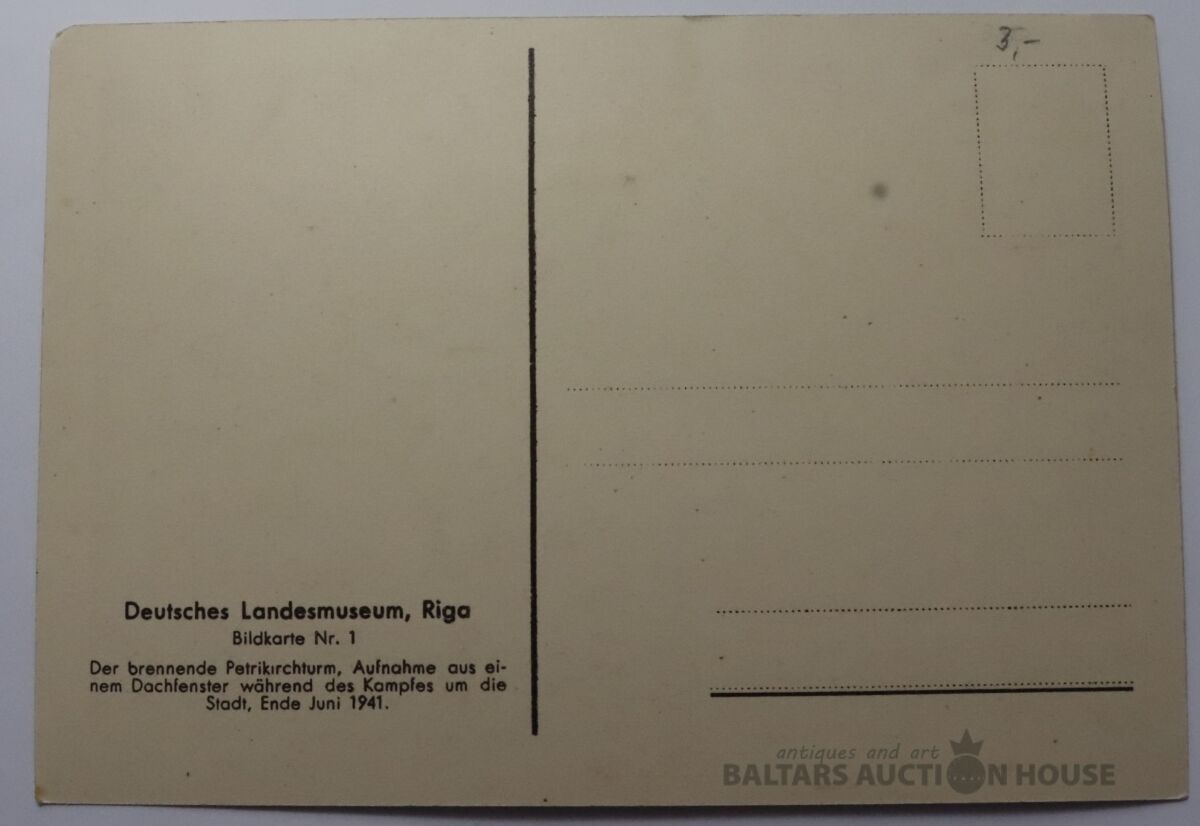 3,-
Deutsches Landesmuseum, Riga
Bildkarte Nr. 1
Der brennende Petrikirchturm, Aufnahme aus ei-
nem Dachfenster während des Kampfes um die
Stadt, Ende Juni 1941.
antiques and art
BALTARS AUCTION HOUSE